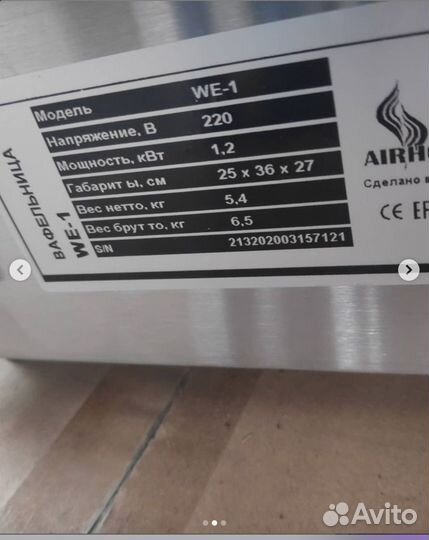 ВАФЕЛЬНИЦА
WE-1
Модель WE-1
Напряжение, В 220
Мощность, кВт 1,2
Габарит ы, см 25 x 36 x 27
Вес нетто, кг 5,4
Вес брут то, кг 6,5
S/N 213202003157121
AIRHO
Сделано в
CE
Avito